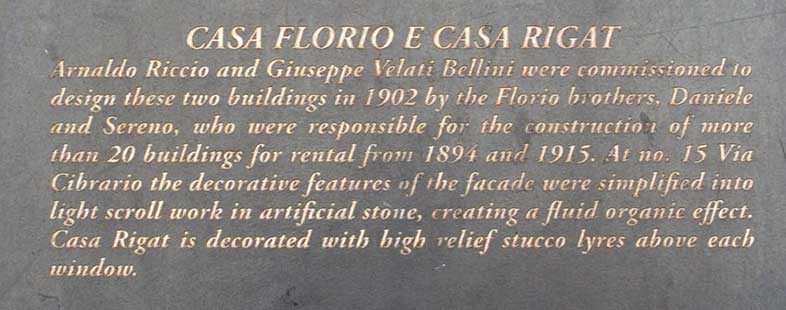 CASA FLORIO E CASA RIGAT
Arnaldo Riccio and Giuseppe Velati Bellini were commissioned to
design these two buildings in 1902 by the Florio brothers, Daniele
and Sereno, who were responsible for the construction of more
than 20 buildings for rental from 1894 and 1915. At no. 15 Via
Cibrario the decorative features of the facade were simplified into
light scroll work in artificial stone, creating a fluid organic effect.
Casa Rigat is decorated with high relief stucco lyres above each
window.